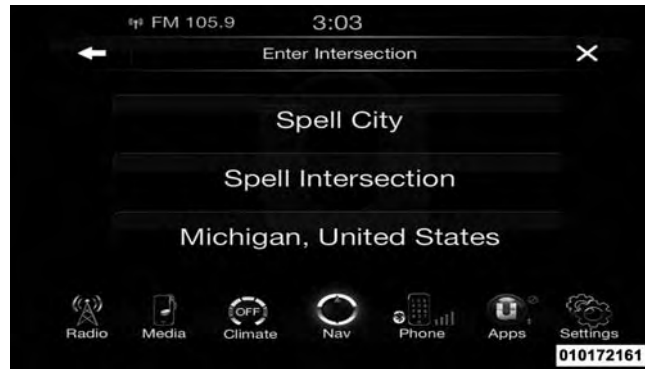 FM 105.9 3:03
Enter Intersection
Spell City
Spell Intersection
Michigan, United States
OFF
Radio Media Climate Nav Phone Apps Settings
010172161